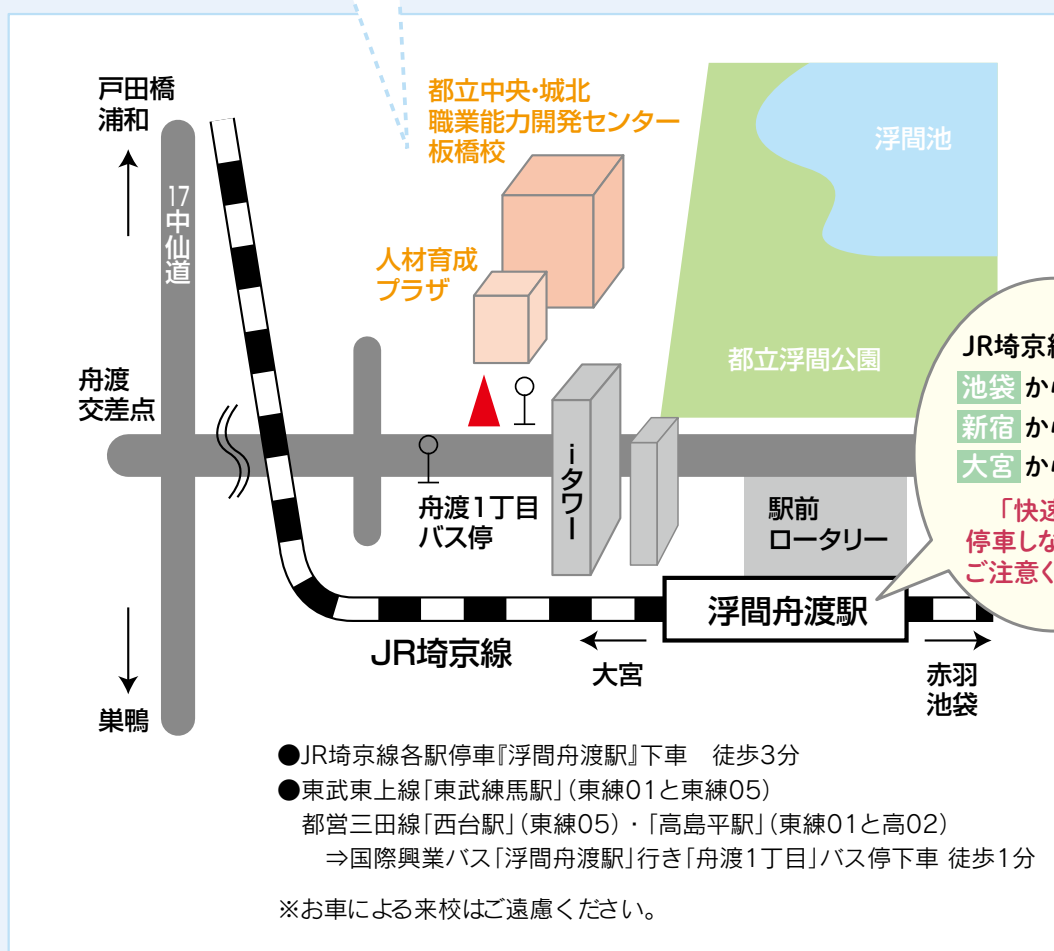 戸田橋
浦和
都立中央・城北
職業能力開発センター
板橋校
浮間池
17中仙道
人材育成
プラザ
都立浮間公園
舟渡
交差点
JR埼京
池袋 か
新宿 か
大宮 か
「快速
停車しな
ご注意く
iタワー
舟渡1丁目
バス停
駅前
ロータリー
浮間舟渡駅
JR埼京線
大宮
赤羽
池袋
巣鴨
●JR埼京線各駅停車『浮間舟渡駅』下車　徒歩3分
●東武東上線「東武練馬駅」（東練01と東練05）
都営三田線「西台駅」（東練05）・「高島平駅」（東練01と高02）
⇒国際興業バス「浮間舟渡駅」行き「舟渡1丁目」バス停下車 徒歩1分
※お車による来校はご遠慮ください。